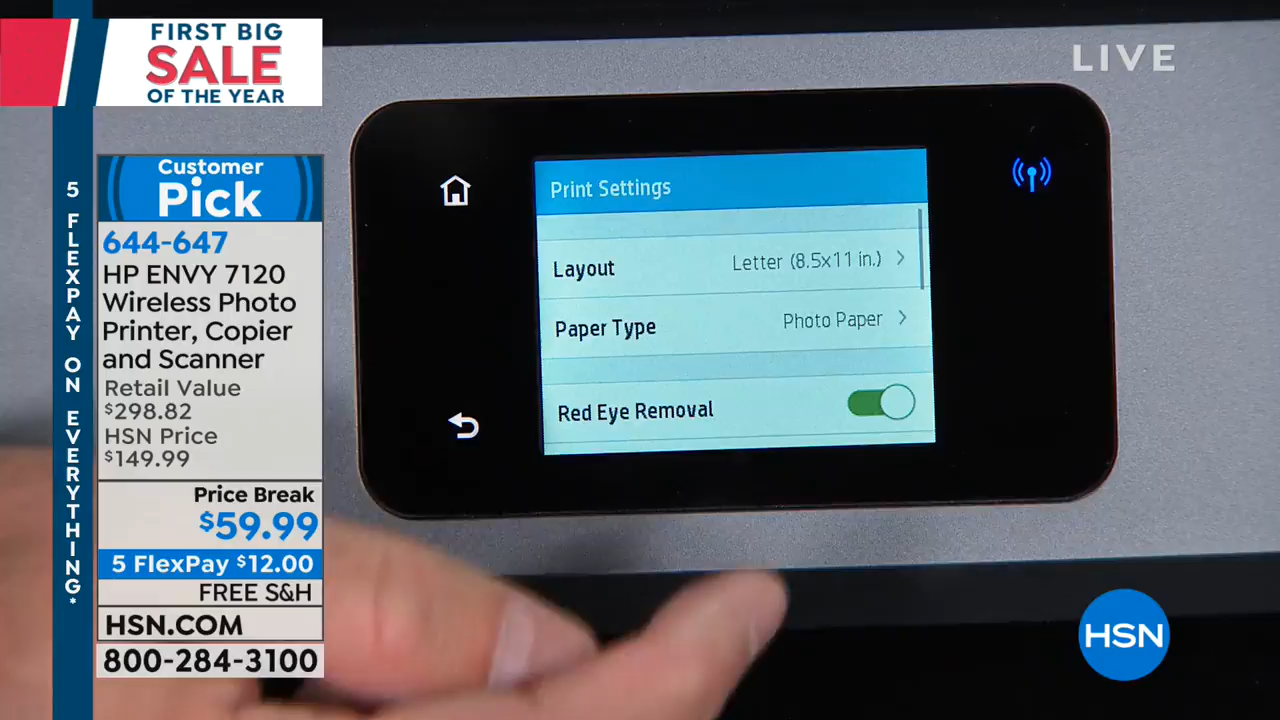 FIRST BIG
SALE
OF THE YEAR
LIVE
5 FLEXPAY ON EVERYTHING*
Customer
Pick
644-647
HP ENVY 7120
Wireless Photo
Printer, Copier
and Scanner
Retail Value
$298.82
HSN Price
$149.99
Price Break
$59.99
5 FlexPay $12.00
FREE S&H
HSN.COM
800-284-3100
Print Settings
Layout Letter (8.5x11 in.)
Paper Type Photo Paper
Red Eye Removal
HSN